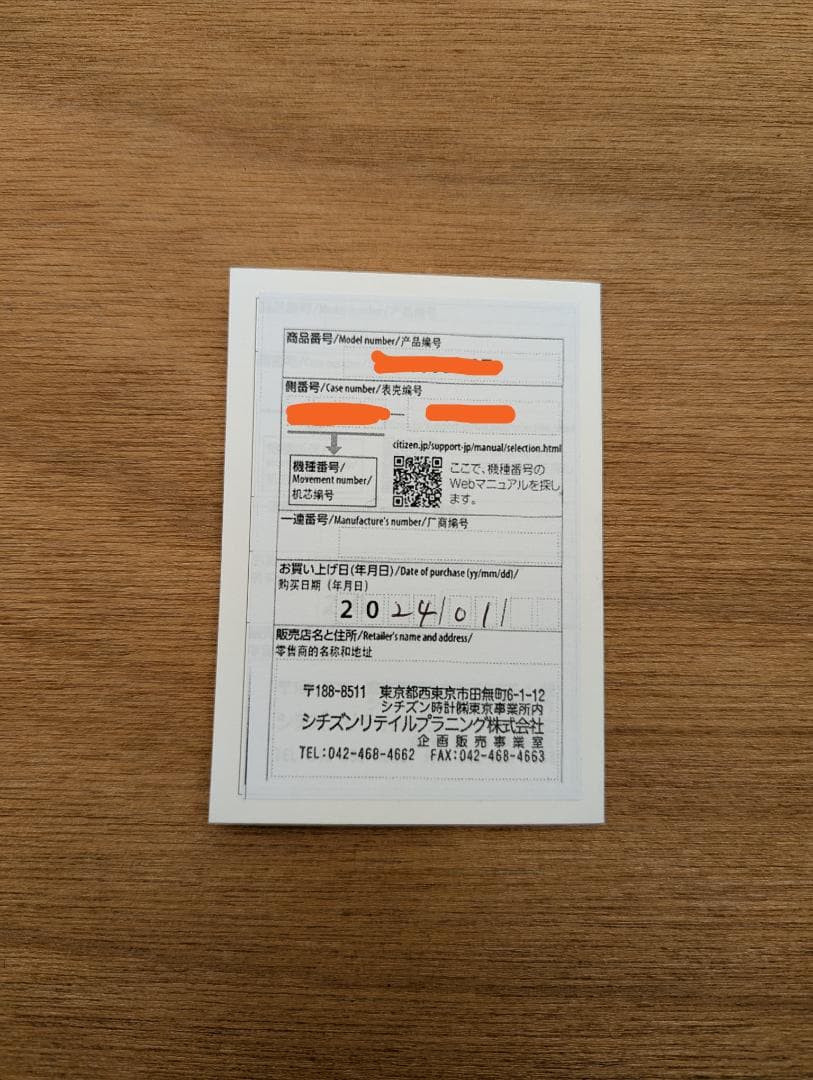 商品番号/Model number/产品编号
側番号/Case number/表壳编号
citizen.jp/support-jp/manual/selection.html
機種番号/
Movement number/
机芯编号
ここで、機種番号の
Webマニュアルを探し
ます。
一連番号/Manufacture's number/厂商编号
お買い上げ日(年月日)/Date of purchase (yy/mm/dd)/
购买日期（年月日）
2024/01/
販売店名と住所/Retailer's name and address/
零售商的名称和地址
〒188-8511 東京都西東京市田無町6-1-12
シチズン時計㈱東京事業所内
シチズンリテイルプラニング株式会社
企画販売事業室
TEL:042-468-4662 FAX:042-468-4663